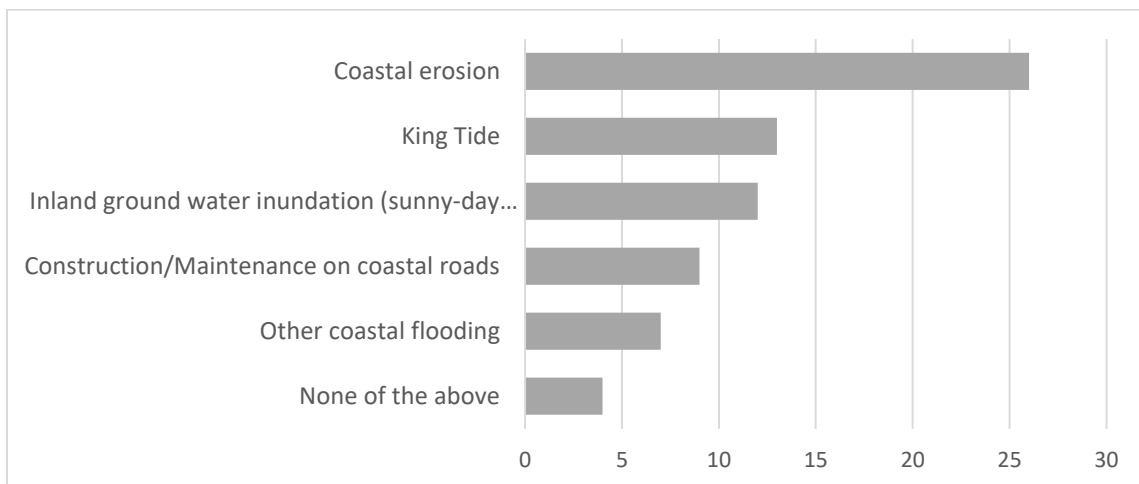 Coastal erosion
King Tide
Inland ground water inundation (sunny-day...
Construction/Maintenance on coastal roads
Other coastal flooding
None of the above
0 5 10 15 20 25 30